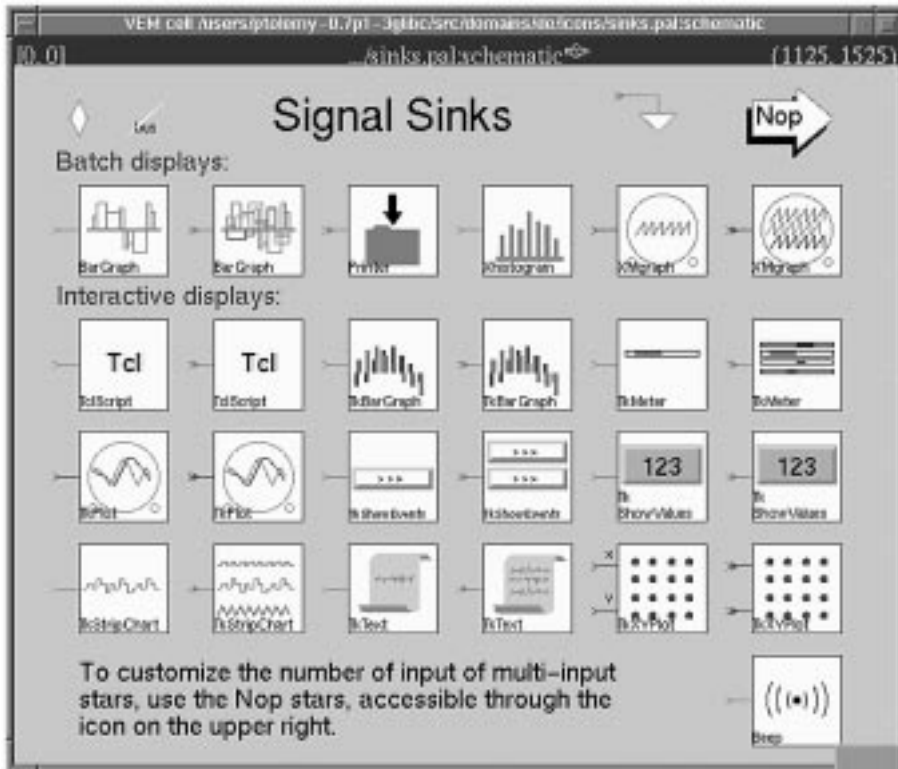 VEM cell /users/ptolemy-0.7p1-3glibc/src/domains/de/icons/sinks.pal:schematic
[0, 0] .../sinks.pal:schematic (1125, 1525)
bus Signal Sinks Nop
Batch displays:
BarGraph BarGraph Printer Xhistogram XMgraph XMgraph
Interactive displays:
Tcl Tcl
TclScript TclScript TkBarGraph TkBarGraph TkMeter TkMeter
>>> >>> >>> 123 123
TkPlot TkPlot TkShowEvents TkShowEvents Tk ShowValues Tk ShowValues
X
Y
TkStripChart TkStripChart TkText TkText TkXYPlot TkXYPlot
To customize the number of input of multi-input
stars, use the Nop stars, accessible through the
icon on the upper right.
Beep